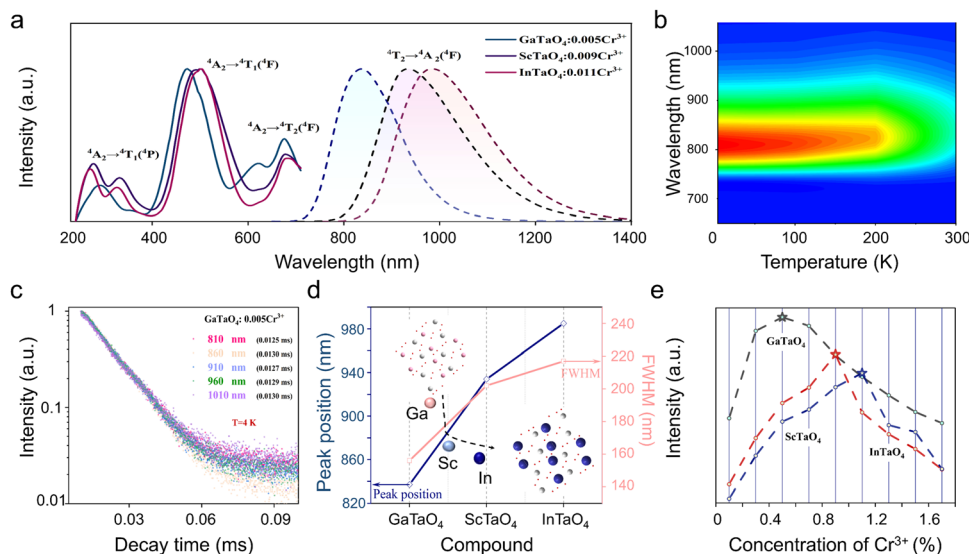 a
Intensity (a.u.)
⁴A₂→⁴T₁(⁴P)
⁴A₂→⁴T₁(⁴F)
⁴A₂→⁴T₂(⁴F)
⁴T₂→⁴A₂(⁴F)
GaTaO₄:0.005Cr³⁺
ScTaO₄:0.009Cr³⁺
InTaO₄:0.011Cr³⁺
200 400 600 800 1000 1200 1400
Wavelength (nm)
b
Wavelength (nm)
1000
900
800
700
0 100 200 300
Temperature (K)
c
Intensity (a.u.)
1
0.1
0.01
GaTaO₄: 0.005Cr³⁺
810 nm (0.0125 ms)
860 nm (0.0130 ms)
910 nm (0.0127 ms)
960 nm (0.0129 ms)
1010 nm (0.0130 ms)
T=4 K
0.03 0.06 0.09
Decay time (ms)
d
Peak position (nm)
980
940
900
860
820
Ga
Sc
In
Peak position
FWHM
240
220
200
180
160
140
FWHM (nm)
GaTaO₄ ScTaO₄ InTaO₄
Compound
e
Intensity (a.u.)
GaTaO₄
ScTaO₄
InTaO₄
0 0.4 0.8 1.2 1.6
Concentration of Cr³⁺(%)